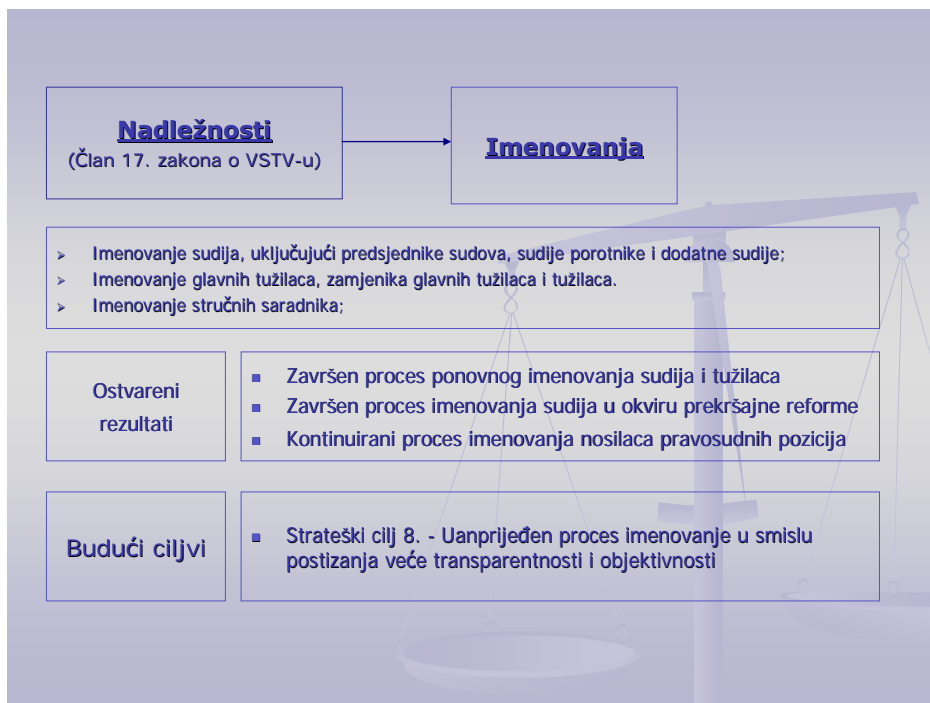 Nadležnosti
(Član 17. zakona o VSTV-u)
Imenovanja
Imenovanje sudija, uključujući predsjednike sudova, sudije porotnike i dodatne sudije;
Imenovanje glavnih tužilaca, zamjenika glavnih tužilaca i tužilaca.
Imenovanje stručnih saradnika;
Ostvareni
rezultati
Završen proces ponovnog imenovanja sudija i tužilaca
Završen proces imenovanja sudija u okviru prekršajne reforme
Kontinuirani proces imenovanja nosilaca pravosudnih pozicija
Budući ciljvi
Strateški cilj 8. - Uanprijeđen proces imenovanje u smislu
postizanja veće transparentnosti i objektivnosti